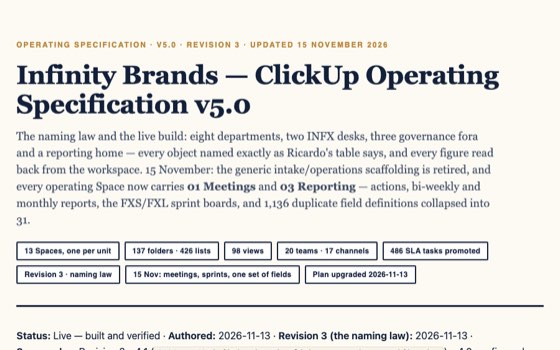 OPERATING SPECIFICATION · V5.0 · REVISION 3 · UPDATED 15 NOVEMBER 2026
Infinity Brands — ClickUp Operating
Specification v5.0
The naming law and the live build: eight departments, two INFX desks, three governance fora
and a reporting home — every object named exactly as Ricardo's table says, and every figure read
back from the workspace. 15 November: the generic intake/operations scaffolding is retired, and
every operating Space now carries 01 Meetings and 03 Reporting — actions, bi-weekly and
monthly reports, the FXS/FXL sprint boards, and 1,136 duplicate field definitions collapsed into
31.
13 Spaces, one per unit
137 folders · 426 lists
98 views
20 teams · 17 channels
486 SLA tasks promoted
Revision 3 · naming law
15 Nov: meetings, sprints, one set of fields
Plan upgraded 2026-11-13
Status: Live — built and verified · Authored: 2026-11-13 · Revision 3 (the naming law): 2026-11-13 ·